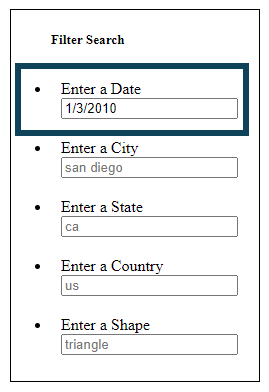 Filter Search
Enter a Date
1/3/2010
Enter a City
san diego
Enter a State
ca
Enter a Country
us
Enter a Shape
triangle